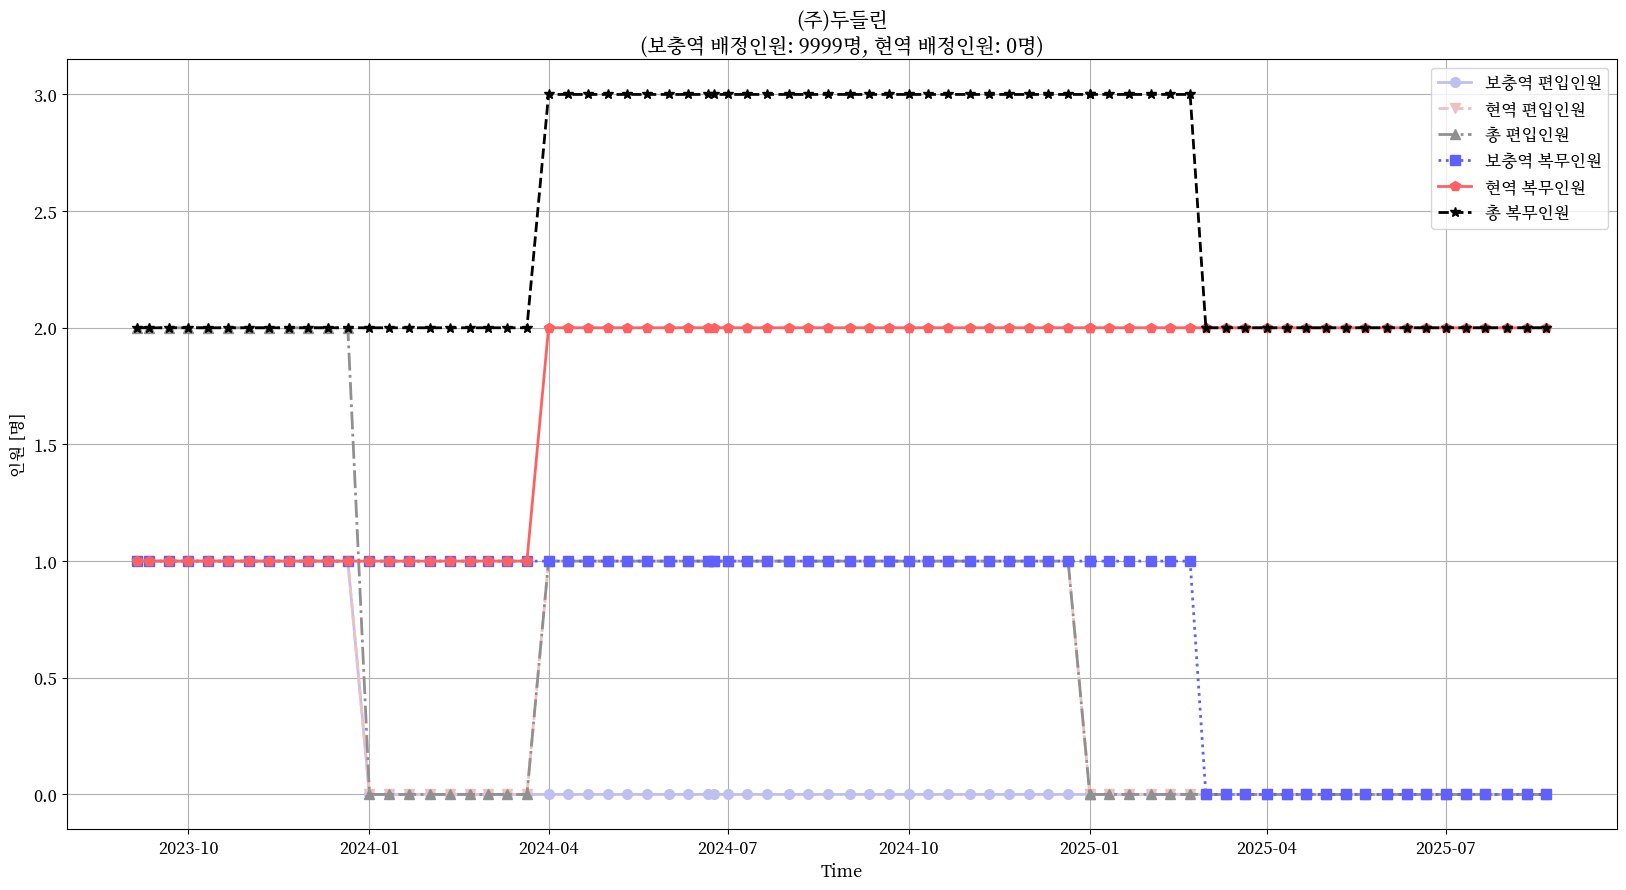 (주)두들린
(보충역 배정인원: 9999명, 현역 배정인원: 0명)
보충역 편입인원
현역 편입인원
총 편입인원
보충역 복무인원
현역 복무인원
총 복무인원
인원 [명]
3.0
2.5
2.0
1.5
1.0
0.5
0.0
2023-10 2024-01 2024-04 2024-07 2024-10 2025-01 2025-04 2025-07
Time